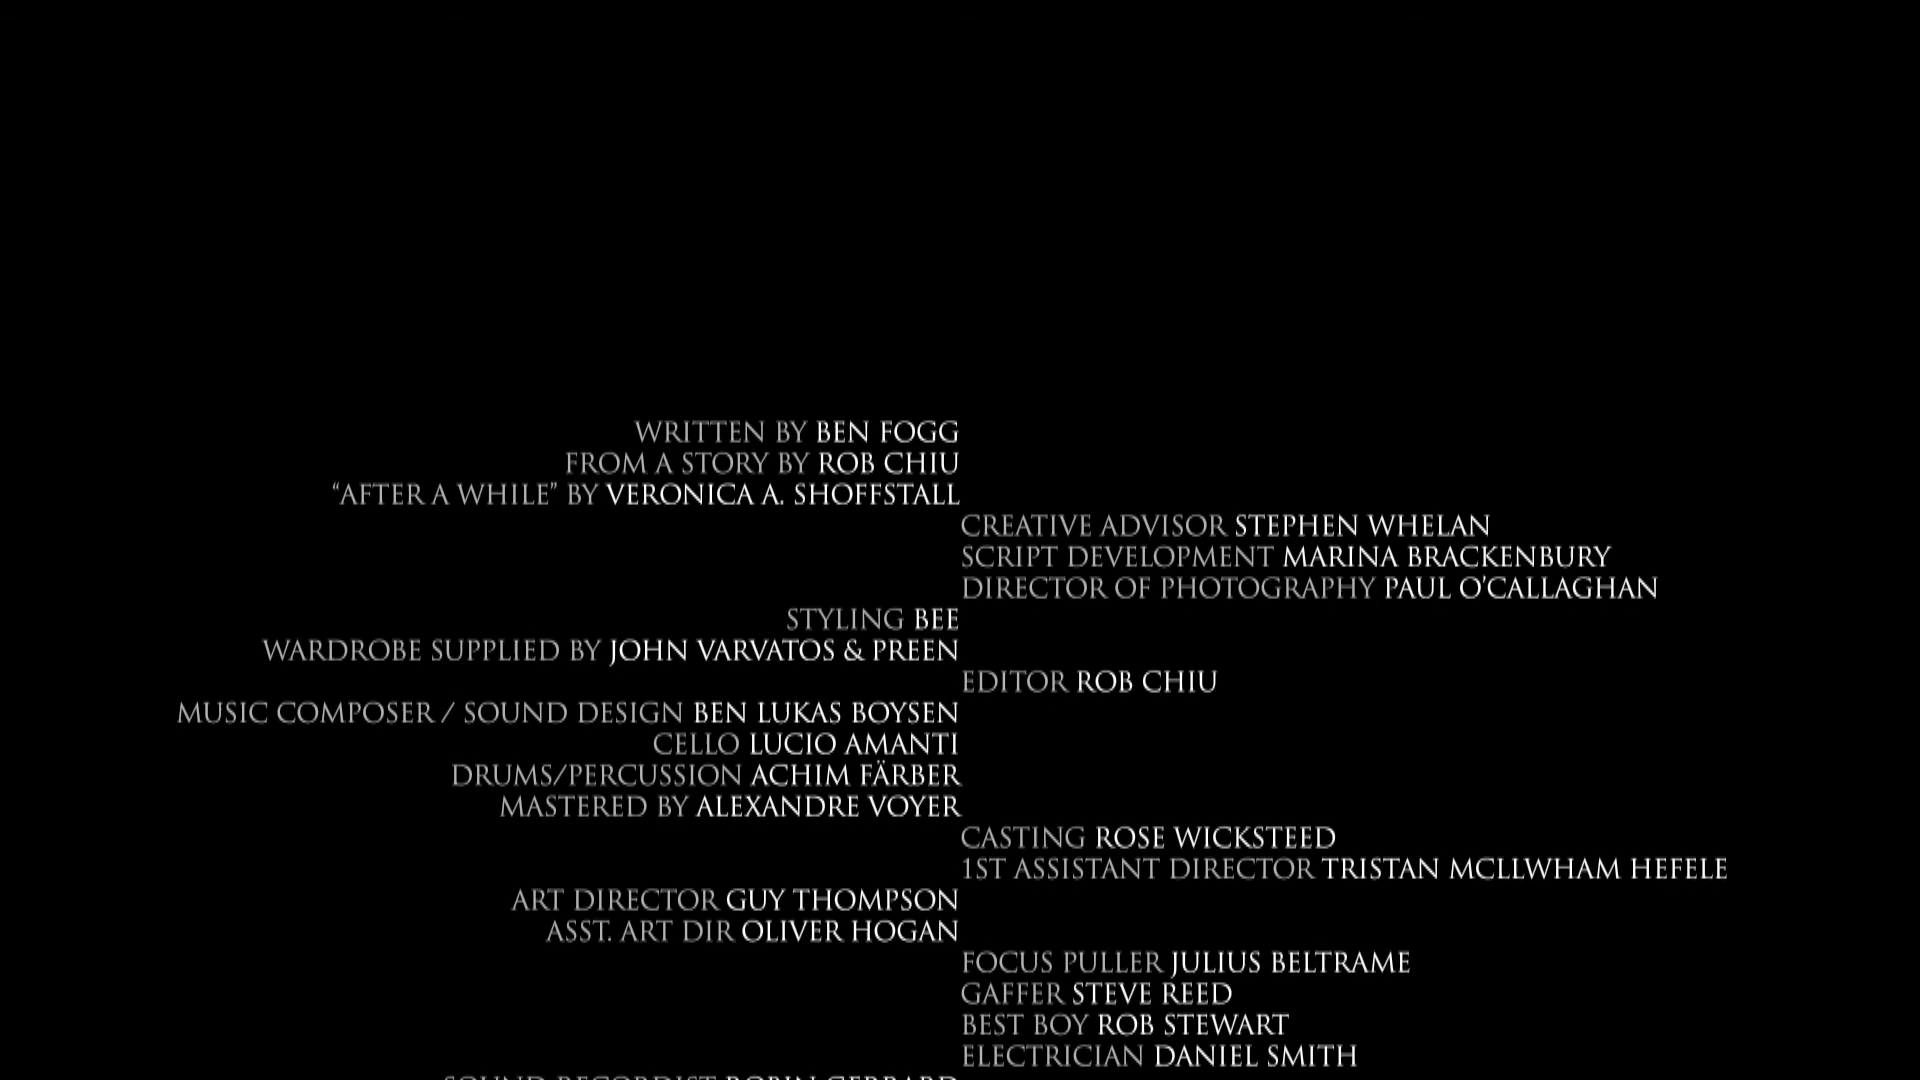 WRITTEN BY BEN FOGG
FROM A STORY BY ROB CHIU
“AFTER A WHILE” BY VERONICA A. SHOFFSTALL
CREATIVE ADVISOR STEPHEN WHELAN
SCRIPT DEVELOPMENT MARINA BRACKENBURY
DIRECTOR OF PHOTOGRAPHY PAUL O’CALLAGHAN
STYLING BEE
WARDROBE SUPPLIED BY JOHN VARVATOS & PREEN
EDITOR ROB CHIU
MUSIC COMPOSER / SOUND DESIGN BEN LUKAS BOYSEN
CELLO LUCIO AMANTI
DRUMS/PERCUSSION ACHIM FÄRBER
MASTERED BY ALEXANDRE VOYER
CASTING ROSE WICKSTEED
1ST ASSISTANT DIRECTOR TRISTAN MCLLWHAM HEFELE
ART DIRECTOR GUY THOMPSON
ASST. ART DIR OLIVER HOGAN
FOCUS PULLER JULIUS BELTRAME
GAFFER STEVE REED
BEST BOY ROB STEWART
ELECTRICIAN DANIEL SMITH
SOUND RECORDIST ROBIN GERRARD